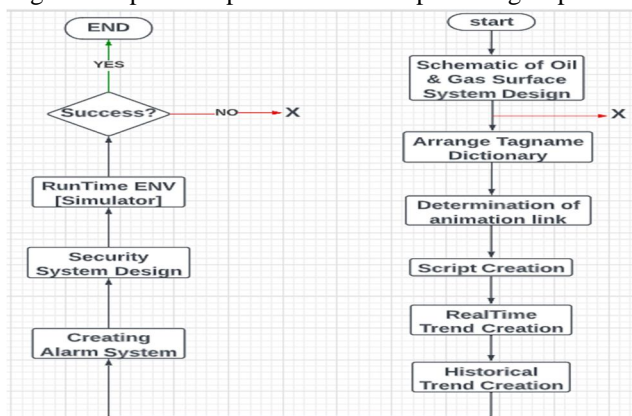 END
YES
Success?
NO
X
RunTime ENV
[Simulator]
Security
System Design
Creating
Alarm System
start
Schematic of Oil
& Gas Surface
System Design
X
Arrange Tagname
Dictionary
Determination of
animation link
Script Creation
RealTime
Trend Creation
Historical
Trend Creation